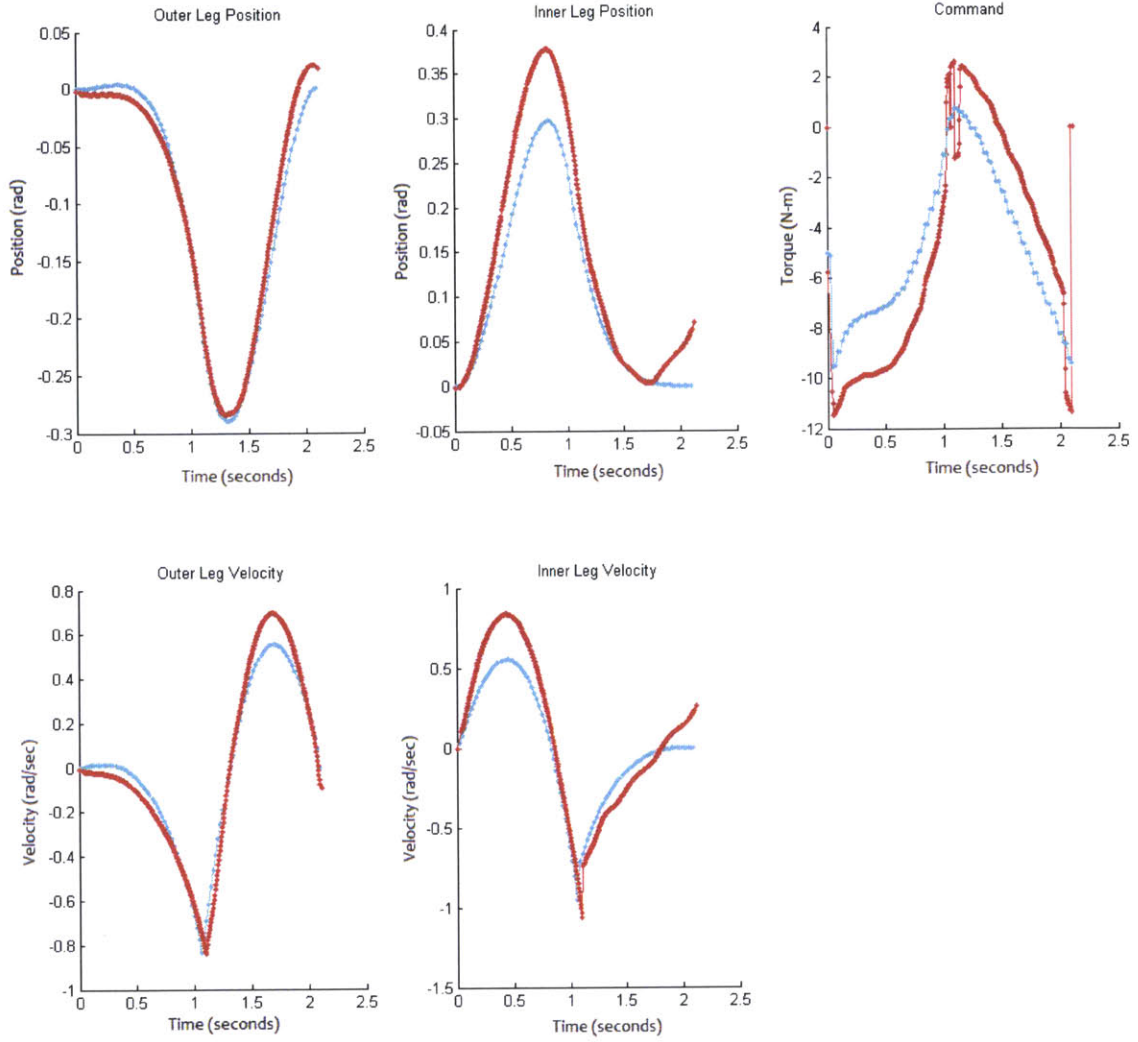 Outer Leg Position
0.05
0
-0.05
-0.1
-0.15
-0.2
-0.25
-0.3
Position (rad)
0 0.5 1 1.5 2 2.5
Time (seconds)
Inner Leg Position
0.4
0.35
0.3
0.25
0.2
0.15
0.1
0.05
0
-0.05
Position (rad)
0 0.5 1 1.5 2 2.5
Time (seconds)
Command
4
2
0
-2
-4
-6
-8
-10
-12
Torque (N-m)
0 0.5 1 1.5 2 2.5
Time (seconds)
Outer Leg Velocity
0.8
0.6
0.4
0.2
0
-0.2
-0.4
-0.6
-0.8
-1
Velocity (rad/sec)
0 0.5 1 1.5 2 2.5
Time (seconds)
Inner Leg Velocity
1
0.5
0
-0.5
-1
-1.5
Velocity (rad/sec)
0 0.5 1 1.5 2 2.5
Time (seconds)